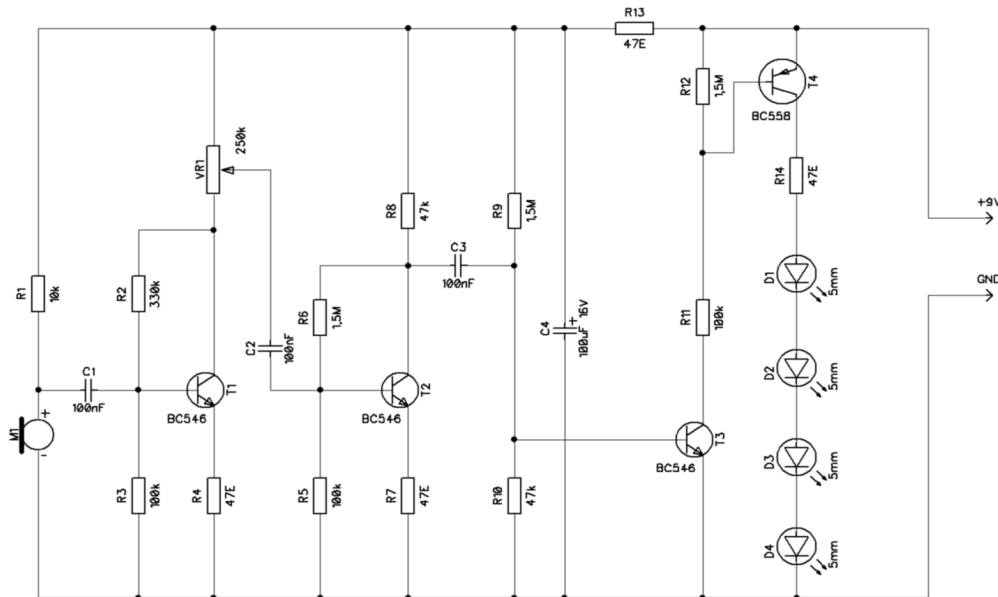 R13
47E
R12
1,5M
T4
BC558
VR1
250k
R14
47E
R8
47k
R9
1,5M
+9V
C3
100nF
R1
10k
R2
330k
D1
5mm
GND
R6
1,5M
R11
100k
C4
+
100uF 16V
C2
100nF
D2
5mm
C1
100nF
T1
BC546
T2
BC546
M1
+
-
T3
BC546
D3
5mm
R3
100k
R4
47E
R5
100k
R7
47E
R10
47k
D4
5mm